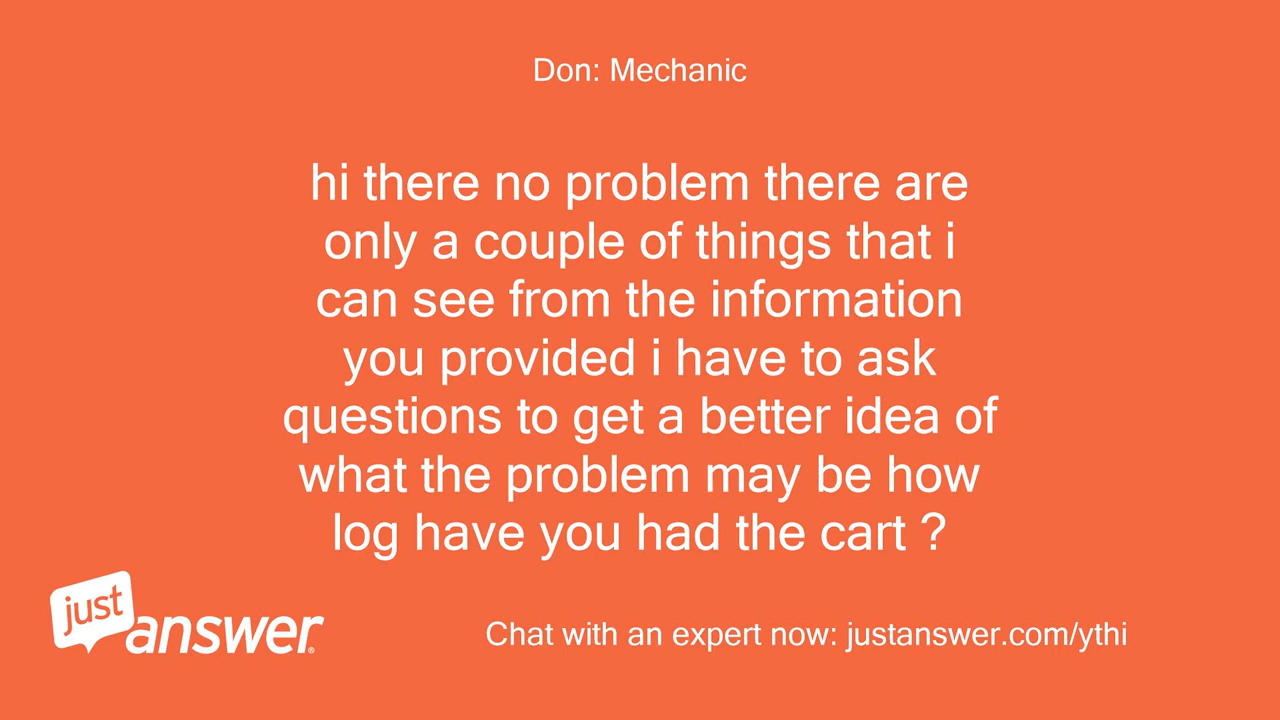 Don: Mechanic
hi there no problem there are
only a couple of things that i
can see from the information
you provided i have to ask
questions to get a better idea of
what the problem may be how
log have you had the cart ?
just
answer®
Chat with an expert now: justanswer.com/ythi